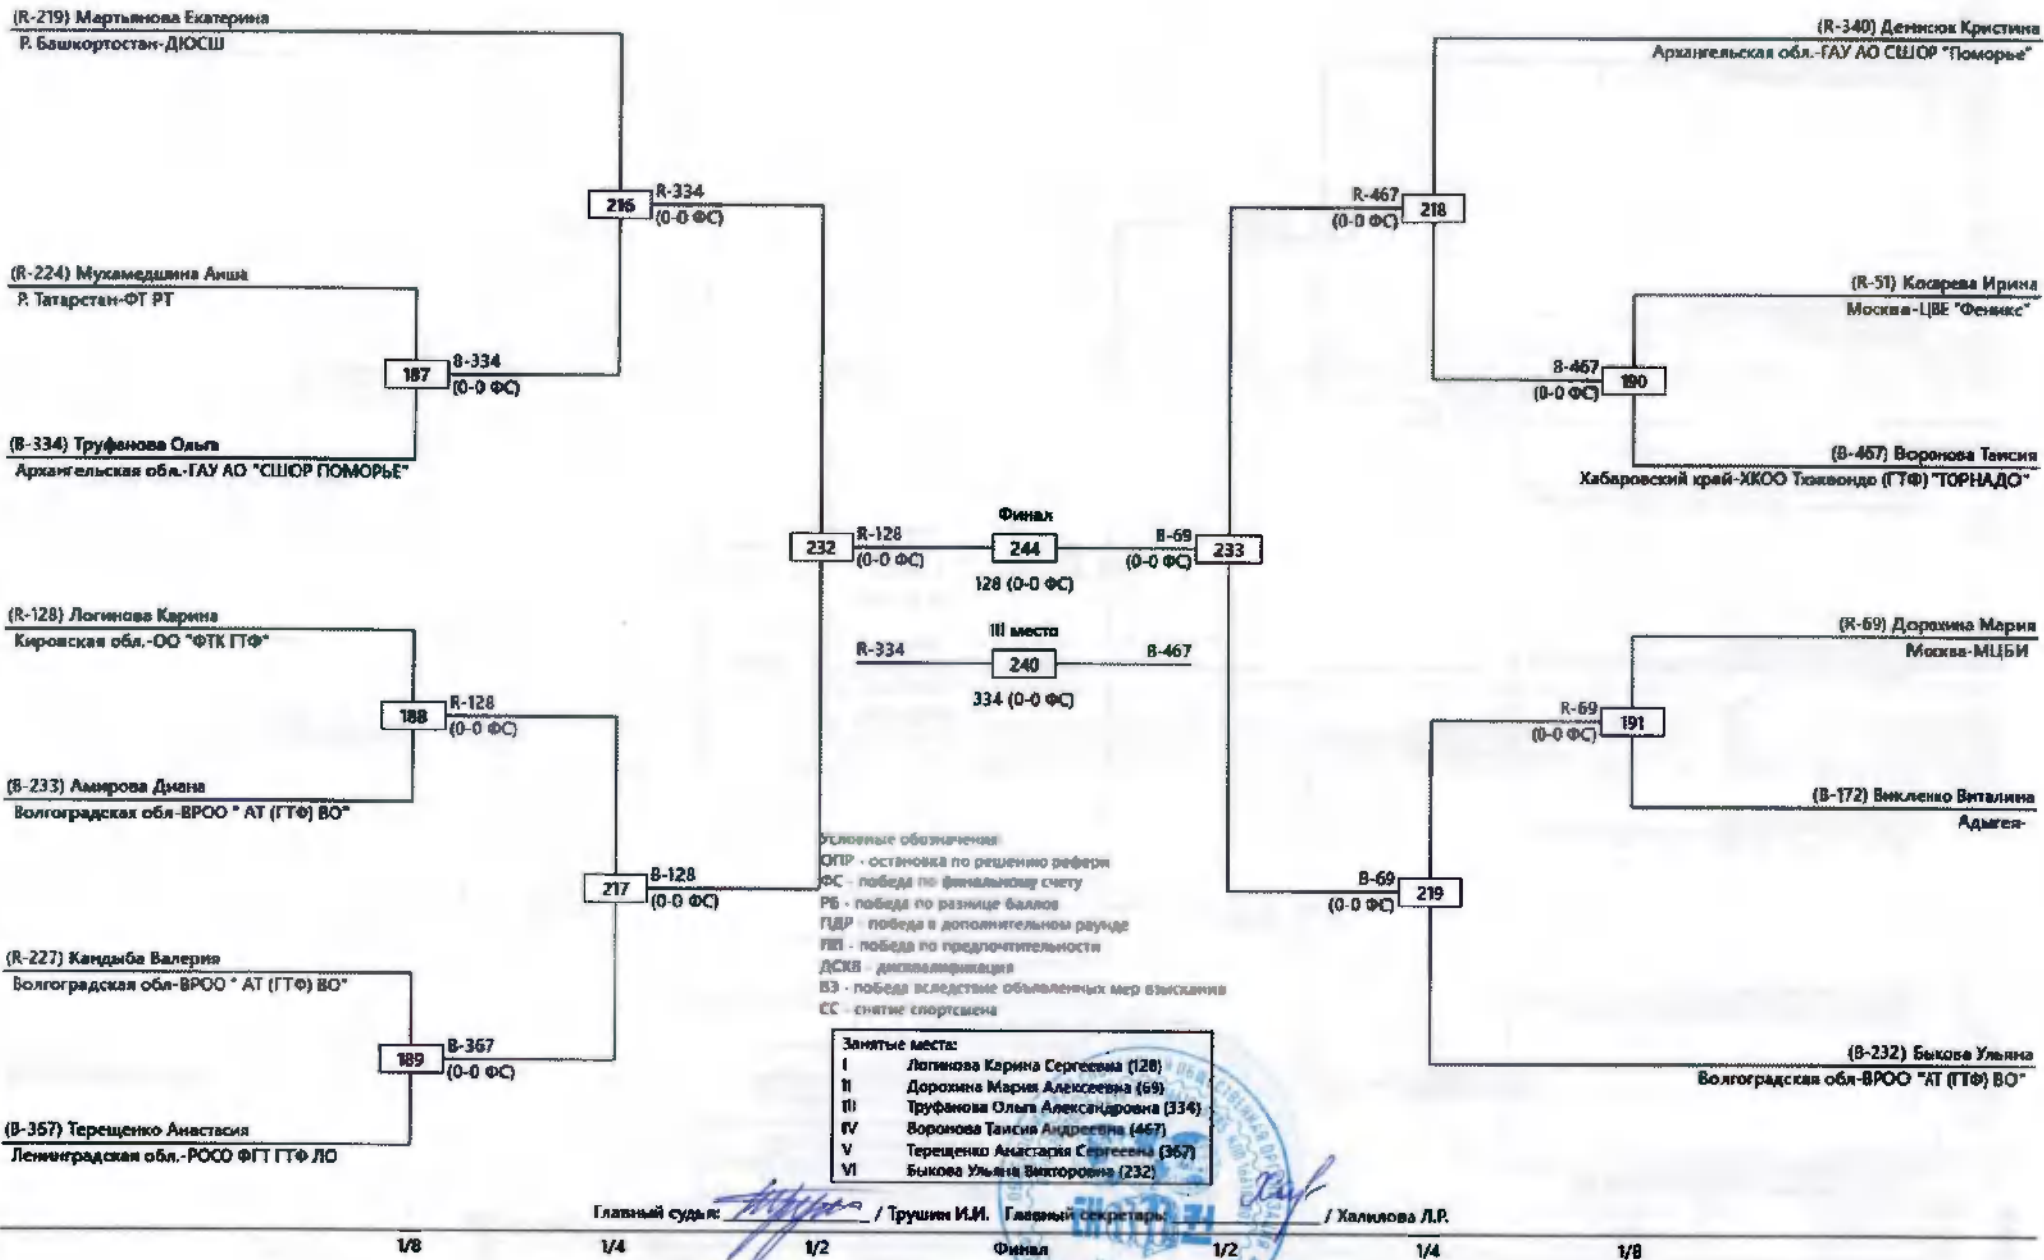 (R-219) Мартьянова Екатерина
Р. Башкортостан-ДЮСШ
(R-340) Денисюк Кристина
Архангельская обл.-ГАУ АО СШОР "Поморье"
216
R-334
(0-0 ФС)
R-467
(0-0 ФС)
218
(R-224) Мухамедшина Аиша
Р. Татарстан-ФТ РТ
(R-51) Косарева Ирина
Москва-ЦВЕ "Феникс"
187
B-334
(0-0 ФС)
B-467
(0-0 ФС)
190
(B-334) Труфанова Ольга
Архангельская обл.-ГАУ АО "СШОР ПОМОРЬЕ"
(B-467) Воронова Таисия
Хабаровский край-ХКОО Тхэквондо (ГТФ) "ТОРНАДО"
232
R-128
(0-0 ФС)
Финал
244
128 (0-0 ФС)
B-69
(0-0 ФС)
233
III место
R-334
240
B-467
334 (0-0 ФС)
(R-128) Логинова Карина
Кировская обл.-ОО "ФТК ГТФ"
(R-69) Дорохина Мария
Москва-МЦБИ
188
R-128
(0-0 ФС)
R-69
(0-0 ФС)
191
(B-233) Амирова Диана
Волгоградская обл-ВРОО " АТ (ГТФ) ВО"
(B-172) Викленко Виталина
Адыгея-
217
B-128
(0-0 ФС)
B-69
(0-0 ФС)
219
Условные обозначения:
ОПР - остановка по решению рефери
ФС - победа по финальному счету
РБ - победа по разнице баллов
ПДР - победа в дополнительном раунде
ПП - победа по предпочтительности
ДСКВ - дисквалификация
ВЗ - победа вследствие объявленных мер взыскания
СС - снятие спортсмена
(R-227) Кандыба Валерия
Волгоградская обл-ВРОО " АТ (ГТФ) ВО"
189
B-367
(0-0 ФС)
(B-232) Быкова Ульяна
Волгоградская обл-ВРОО "АТ (ГТФ) ВО"
(B-367) Терещенко Анастасия
Ленинградская обл.-РОСО ФГТ ГТФ ЛО
Занятые места:
I Логинова Карина Сергеевна (128)
II Дорохина Мария Алексеевна (69)
III Труфанова Ольга Александровна (334)
IV Воронова Таисия Андреевна (467)
V Терещенко Анастасия Сергеевна (367)
VI Быкова Ульяна Викторовна (232)
Главный судья: / Трушин И.И. Главный секретарь: / Халилова Л.Р.
1/8 1/4 1/2 Финал 1/2 1/4 1/8